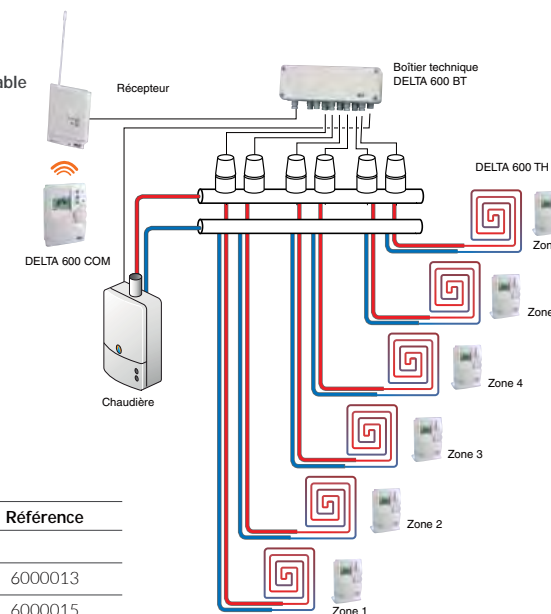 able
Récepteur
Boîtier technique
DELTA 600 BT
DELTA 600 TH
DELTA 600 COM
Zon
Zone
Zone 4
Chaudière
Zone 3
Référence
Zone 2
6000013
6000015
Zone 1